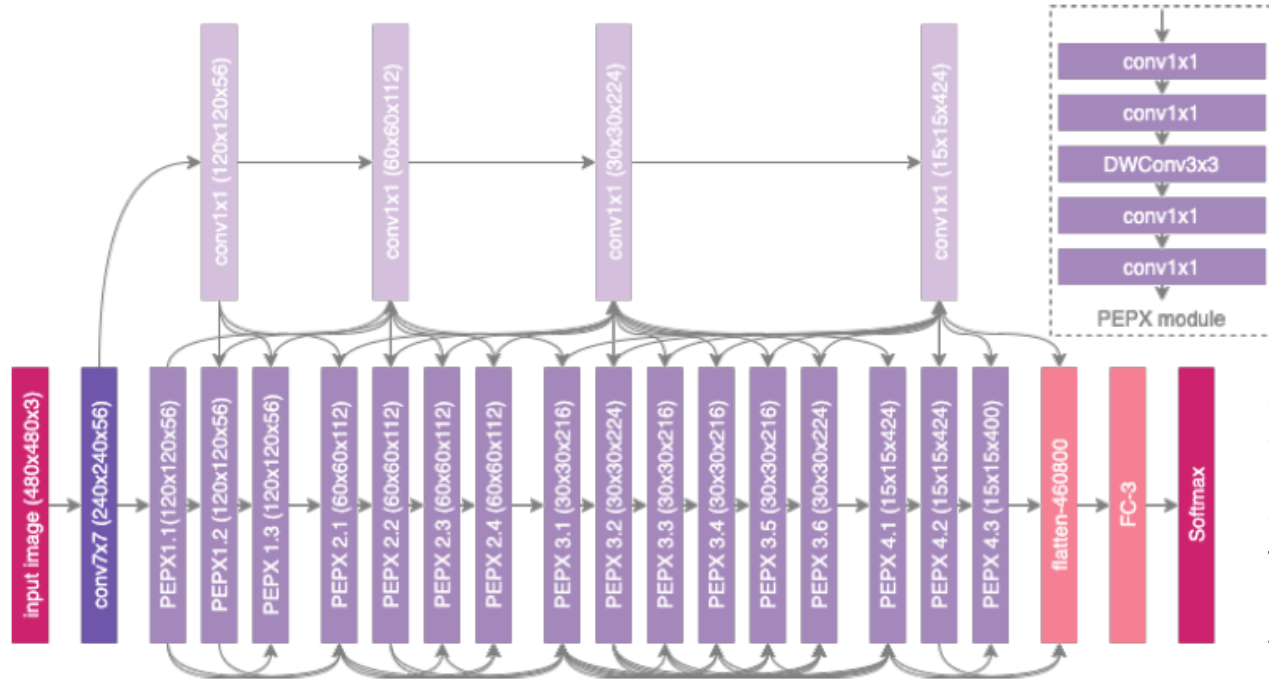 conv1x1 (120x120x56)
conv1x1 (60x60x112)
conv1x1 (30x30x224)
conv1x1 (15x15x424)
conv1x1
conv1x1
DWConv3x3
conv1x1
conv1x1
PEPX module
input image (480x480x3)
conv7x7 (240x240x56)
PEPX1.1(120x120x56)
PEPX1.2 (120x120x56)
PEPX 1.3 (120x120x56)
PEPX 2.1 (60x60x112)
PEPX 2.2 (60x60x112)
PEPX 2.3 (60x60x112)
PEPX 2.4 (60x60x112)
PEPX 3.1 (30x30x216)
PEPX 3.2 (30x30x224)
PEPX 3.3 (30x30x216)
PEPX 3.4 (30x30x216)
PEPX 3.5 (30x30x216)
PEPX 3.6 (30x30x224)
PEPX 4.1 (15x15x424)
PEPX 4.2 (15x15x424)
PEPX 4.3 (15x15x400)
flatten-460800
FC-3
Softmax